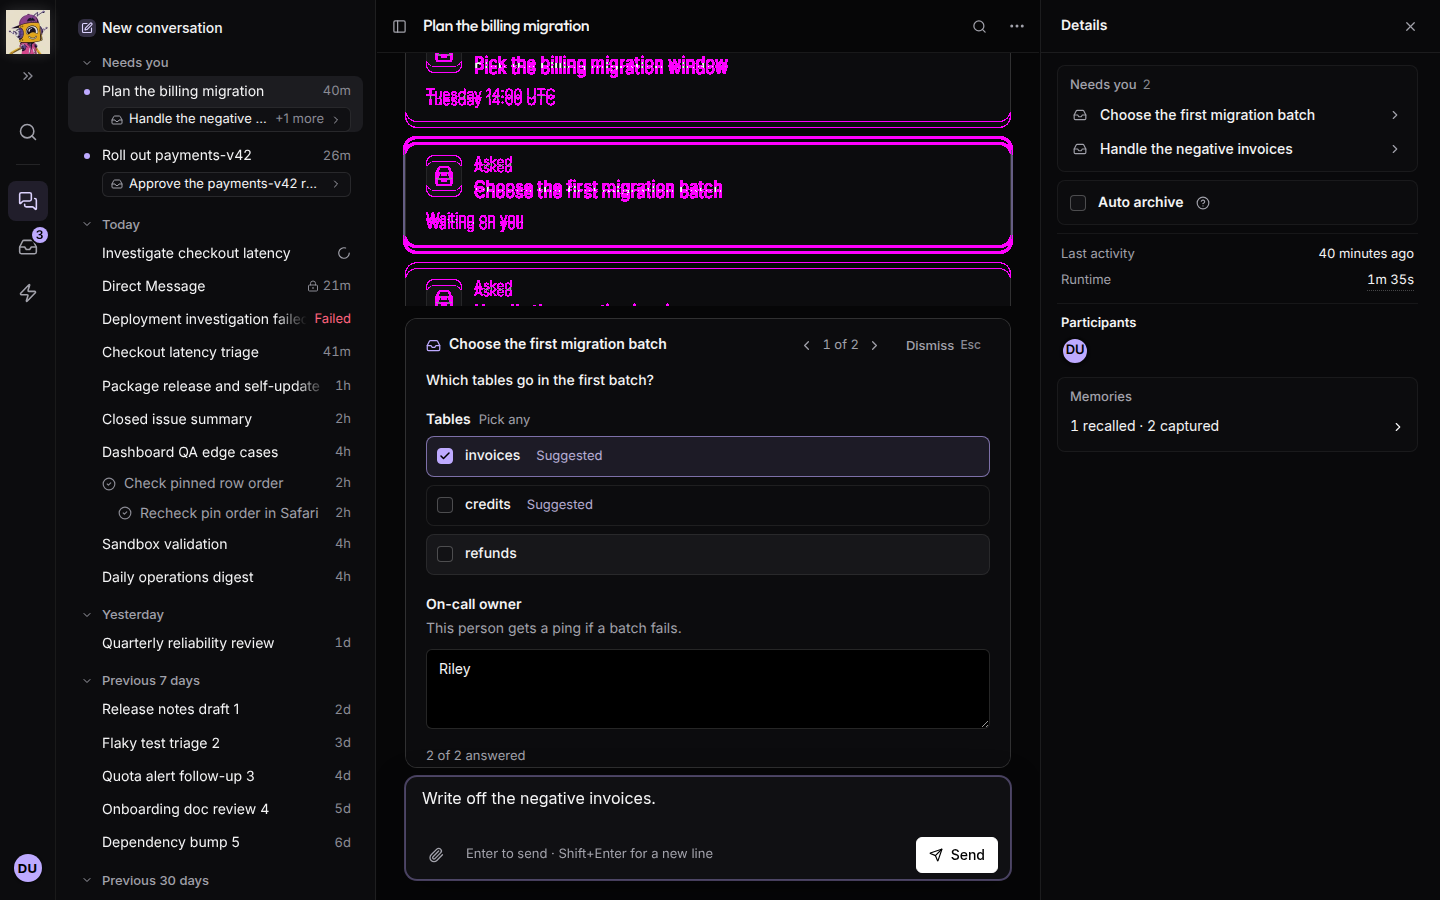 New conversation
Needs you
Plan the billing migration 40m
Handle the negative ... +1 more
Roll out payments-v42 26m
Approve the payments-v42 r...
Today
Investigate checkout latency
Direct Message 21m
Deployment investigation failed Failed
Checkout latency triage 41m
Package release and self-update 1h
Closed issue summary 2h
Dashboard QA edge cases 4h
Check pinned row order 2h
Recheck pin order in Safari 2h
Sandbox validation 4h
Daily operations digest 4h
Yesterday
Quarterly reliability review 1d
Previous 7 days
Release notes draft 1 2d
Flaky test triage 2 3d
Quota alert follow-up 3 4d
Onboarding doc review 4 5d
Dependency bump 5 6d
Previous 30 days
3
DU
Plan the billing migration
Pick the billing migration window
Tuesday 14:00 UTC
Asked
Choose the first migration batch
Waiting on you
Asked
Choose the first migration batch
1 of 2
Dismiss Esc
Which tables go in the first batch?
Tables Pick any
invoices Suggested
credits Suggested
refunds
On-call owner
This person gets a ping if a batch fails.
Riley
2 of 2 answered
Write off the negative invoices.
Enter to send · Shift+Enter for a new line
Send
Details
Needs you 2
Choose the first migration batch
Handle the negative invoices
Auto archive
Last activity 40 minutes ago
Runtime 1m 35s
Participants
DU
Memories
1 recalled · 2 captured